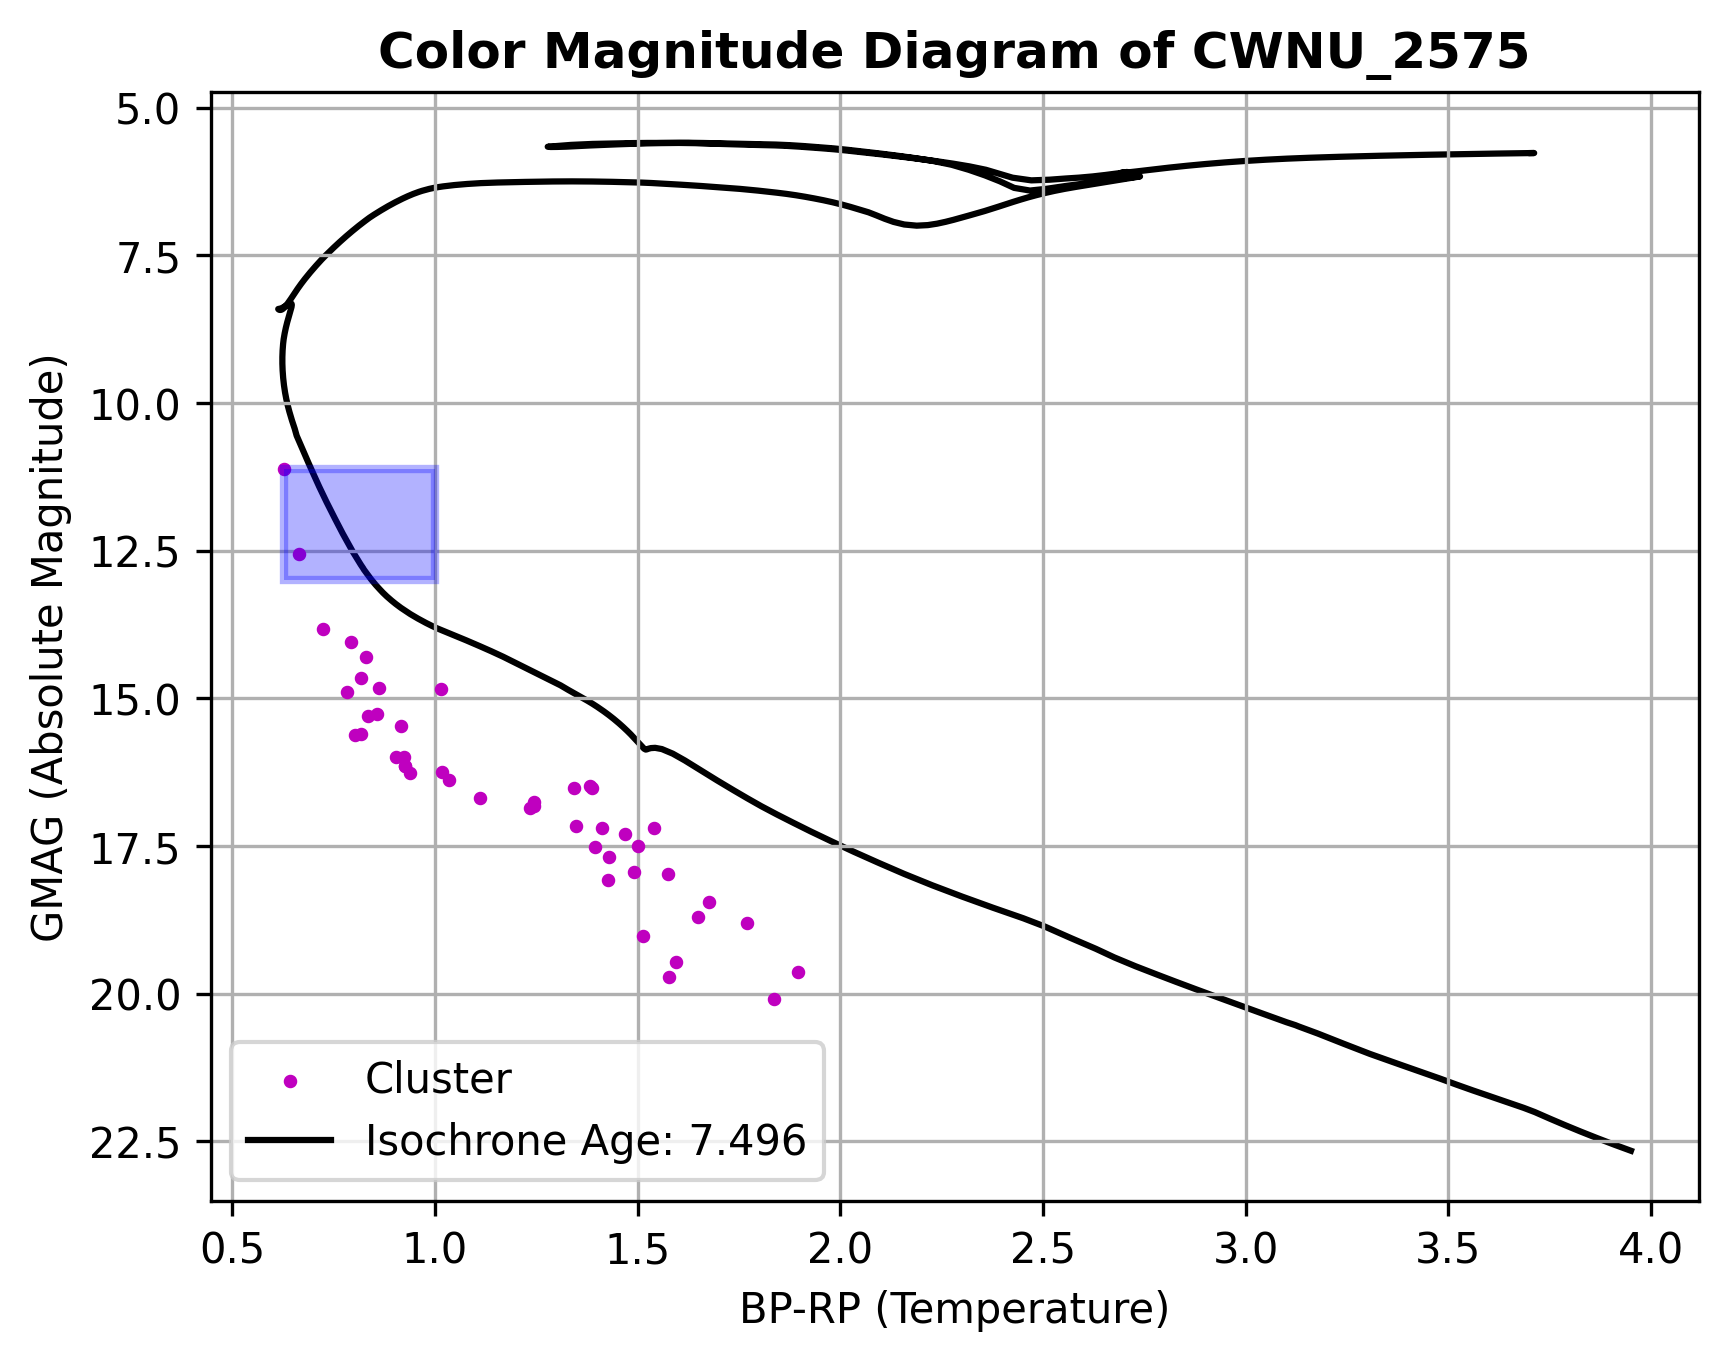 Color Magnitude Diagram of CWNU_2575
GMAG (Absolute Magnitude)
5.0
7.5
10.0
12.5
15.0
17.5
20.0
22.5
Cluster
Isochrone Age: 7.496
0.5 1.0 1.5 2.0 2.5 3.0 3.5 4.0
BP-RP (Temperature)